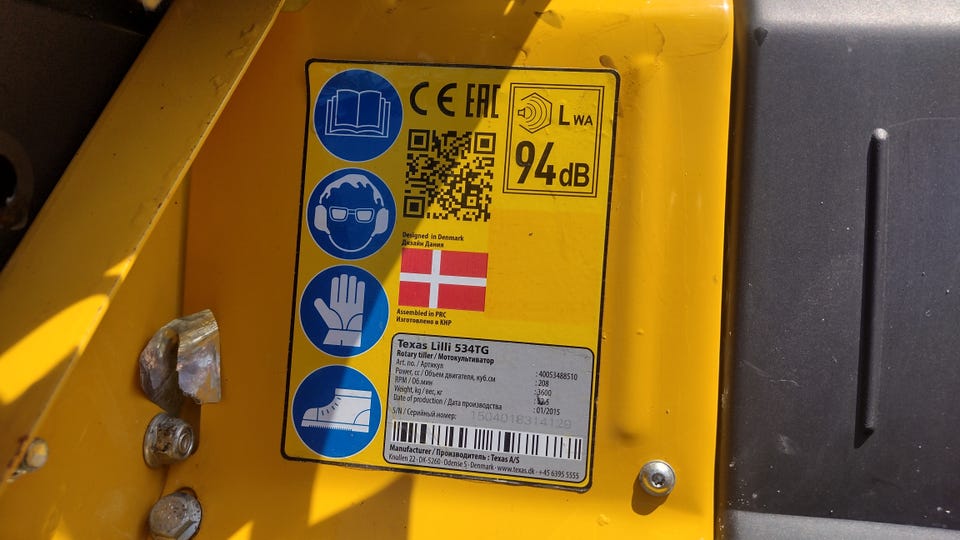 CE EAC
LWA
94 dB
Designed in Denmark
Дизайн Дания
Assembled in PRC
Изготовлено в КНР
Texas Lilli 534TG
Rotary tiller / Мотокультиватор
Art. no. / Артикул : 40053488510
Power, cc / Объем двигателя, куб.см : 208
RPM / Об.мин : 3600
Weight, kg / вес, кг
Date of production / Дата производства : 01/2015
S/N / Серийный номер: 1504018314129
Manufacturer / Производитель : Texas A/S
Knullen 22 · DK-5260 · Odense S · Denmark · www.texas.dk · +45 6395 5555